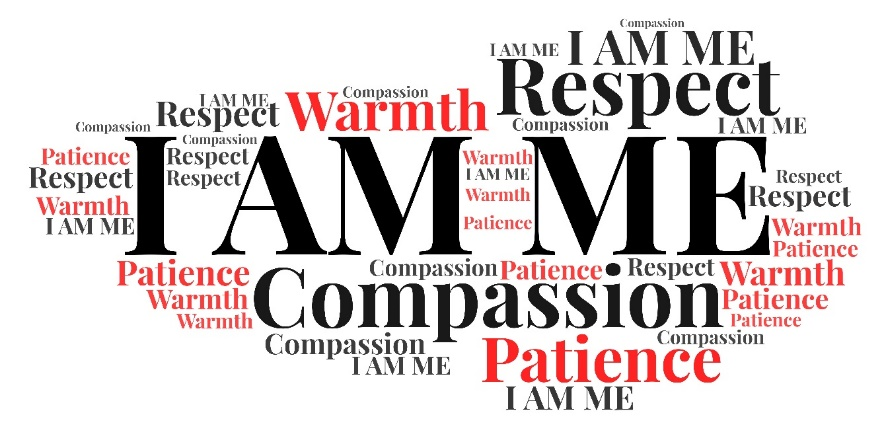 Compassion
I AM ME I AM ME
Respect
Compassion
I AM ME Warmth
Respect
Compassion I AM ME
Compassion
Compassion
I AM ME
Patience Respect Warmth
Respect Respect I AM ME Respect
Warmth Warmth Respect
I AM ME Patience Warmth
Patience
Patience Compassion Patience Respect Warmth
Compassion
Warmth Patience
Warmth Patience
Compassion Compassion
I AM ME Patience
I AM ME